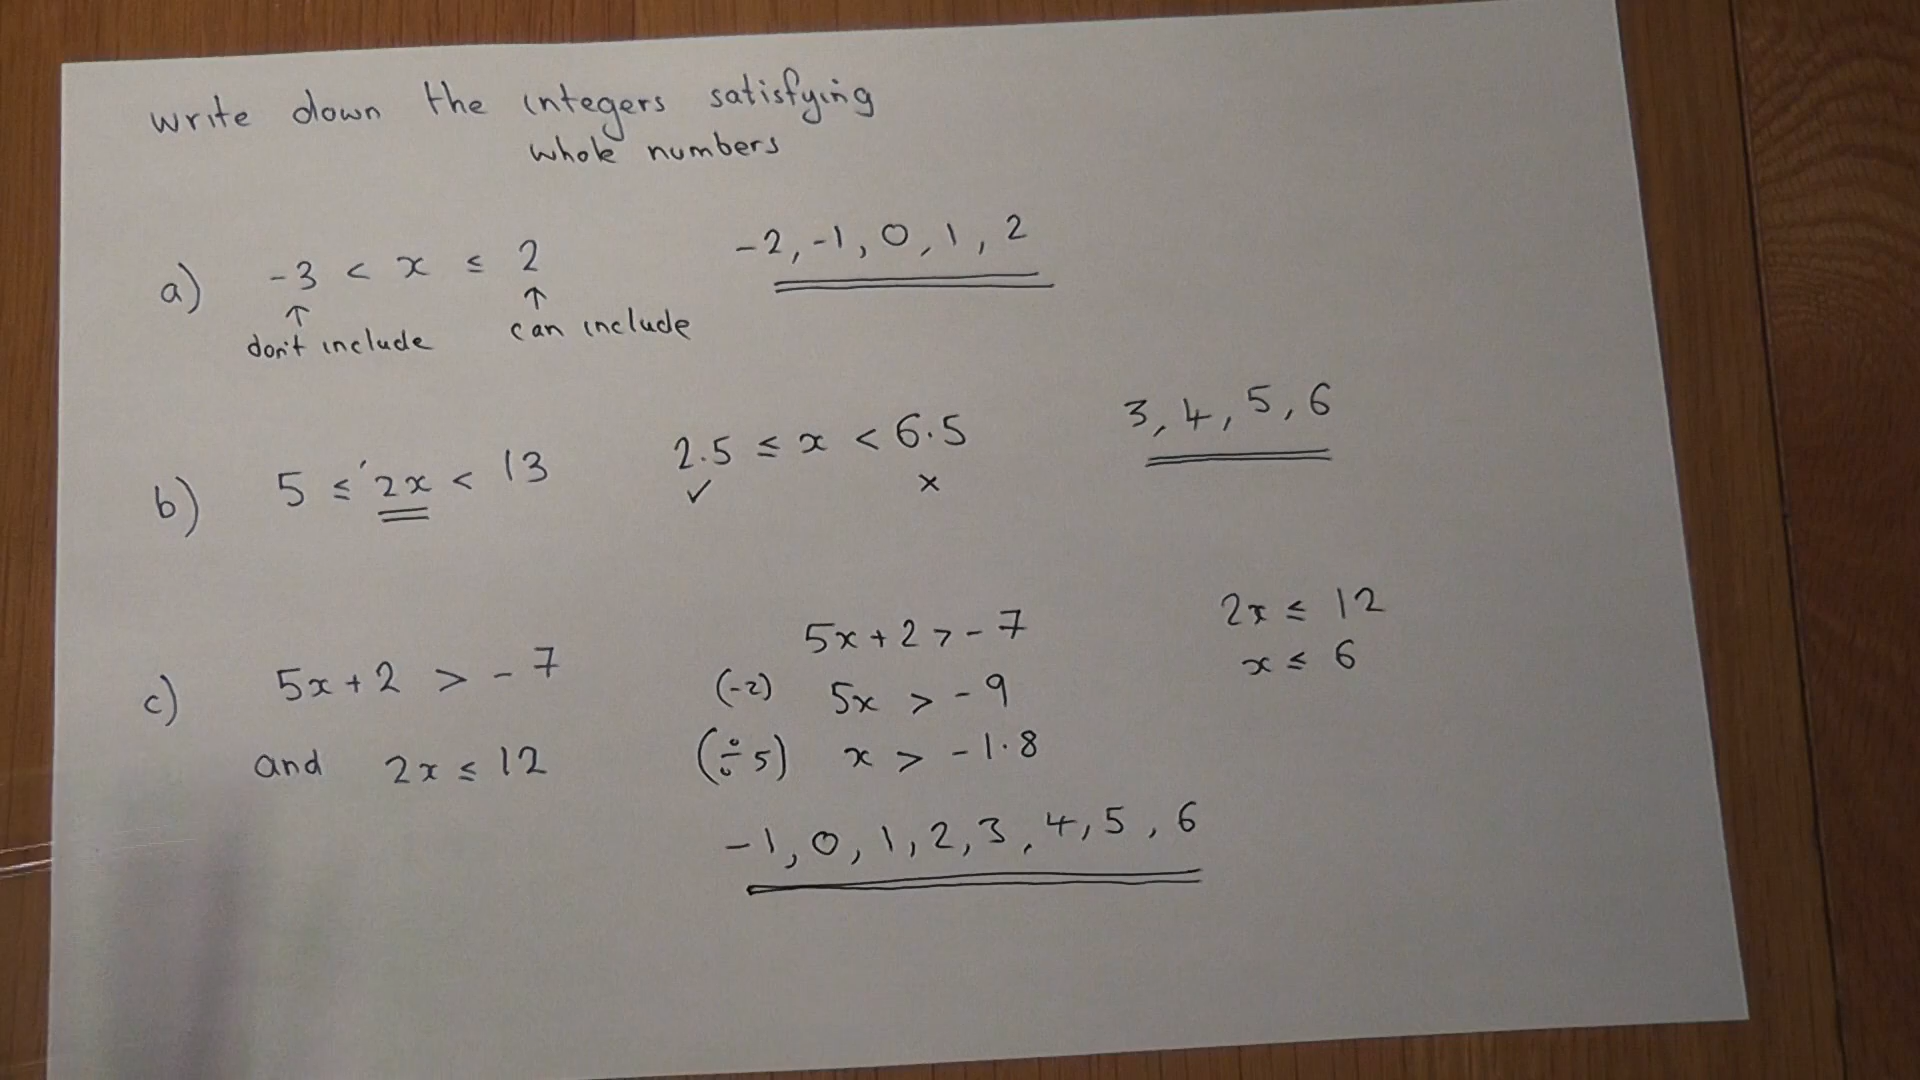 write down the integers satisfying
whole numbers
a) -3 < x ≤ 2 -2, -1, 0, 1, 2
↑ ↑
don't include can include
b) 5 ≤ 2x < 13 2.5 ≤ x < 6.5 3, 4, 5, 6
✓ x
c) 5x + 2 > -7
and 2x ≤ 12
5x + 2 > -7
(-2) 5x > -9
(÷5) x > -1.8
2x ≤ 12
x ≤ 6
-1, 0, 1, 2, 3, 4, 5, 6